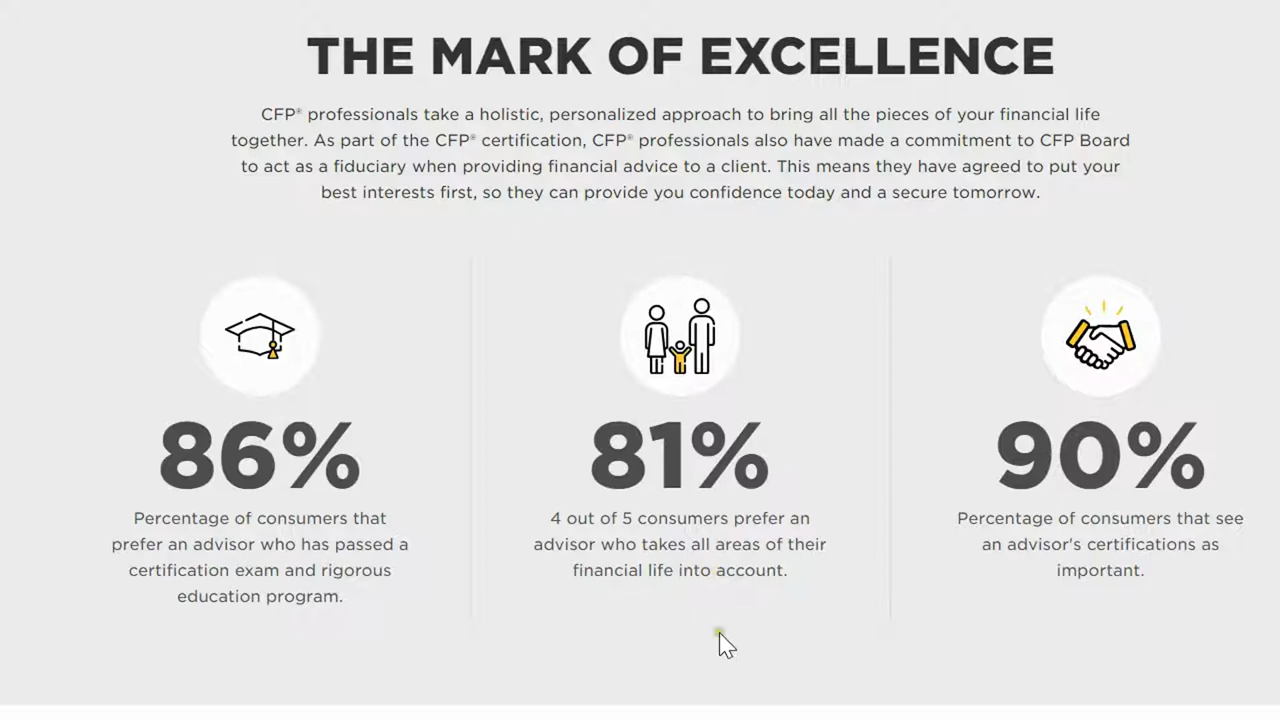 THE MARK OF EXCELLENCE
CFP® professionals take a holistic, personalized approach to bring all the pieces of your financial life
together. As part of the CFP® certification, CFP® professionals also have made a commitment to CFP Board
to act as a fiduciary when providing financial advice to a client. This means they have agreed to put your
best interests first, so they can provide you confidence today and a secure tomorrow.
86%
Percentage of consumers that
prefer an advisor who has passed a
certification exam and rigorous
education program.
81%
4 out of 5 consumers prefer an
advisor who takes all areas of their
financial life into account.
90%
Percentage of consumers that see
an advisor's certifications as
important.